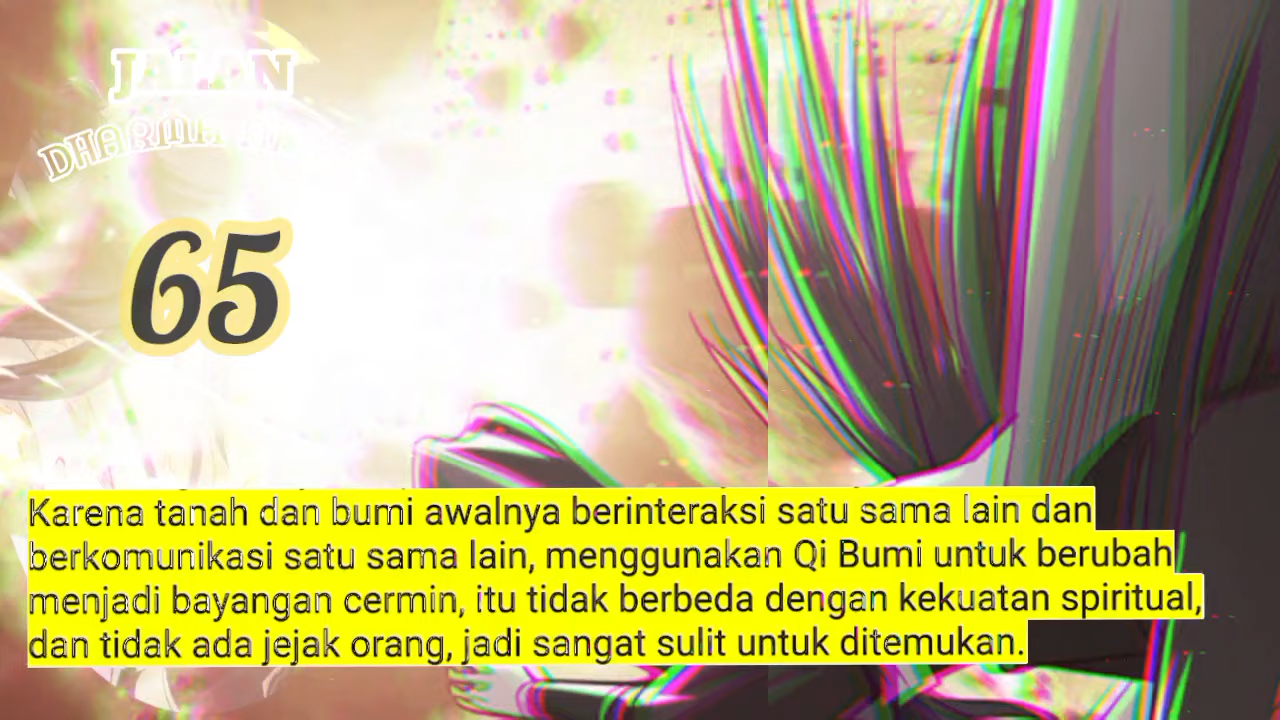 JALAN
65
Karena tanah dan bumi awalnya berinteraksi satu sama lain dan
berkomunikasi satu sama lain, menggunakan Qi Bumi untuk berubah
menjadi bayangan cermin, itu tidak berbeda dengan kekuatan spiritual,
dan tidak ada jejak orang, jadi sangat sulit untuk ditemukan.